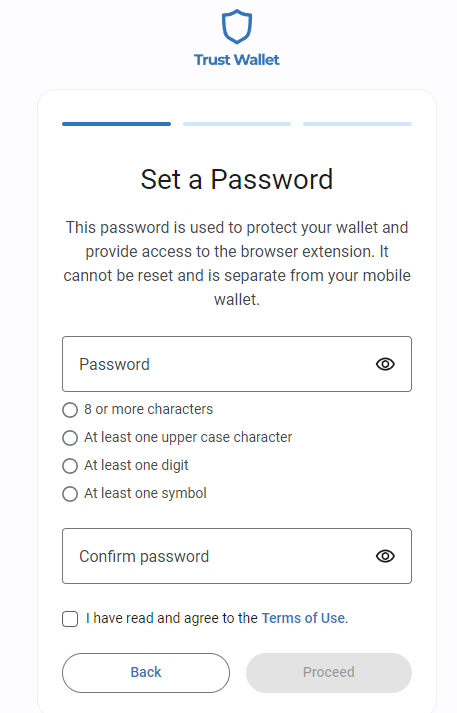 Trust Wallet
Set a Password
This password is used to protect your wallet and
provide access to the browser extension. It
cannot be reset and is separate from your mobile
wallet.
Password
8 or more characters
At least one upper case character
At least one digit
At least one symbol
Confirm password
I have read and agree to the Terms of Use.
Back
Proceed